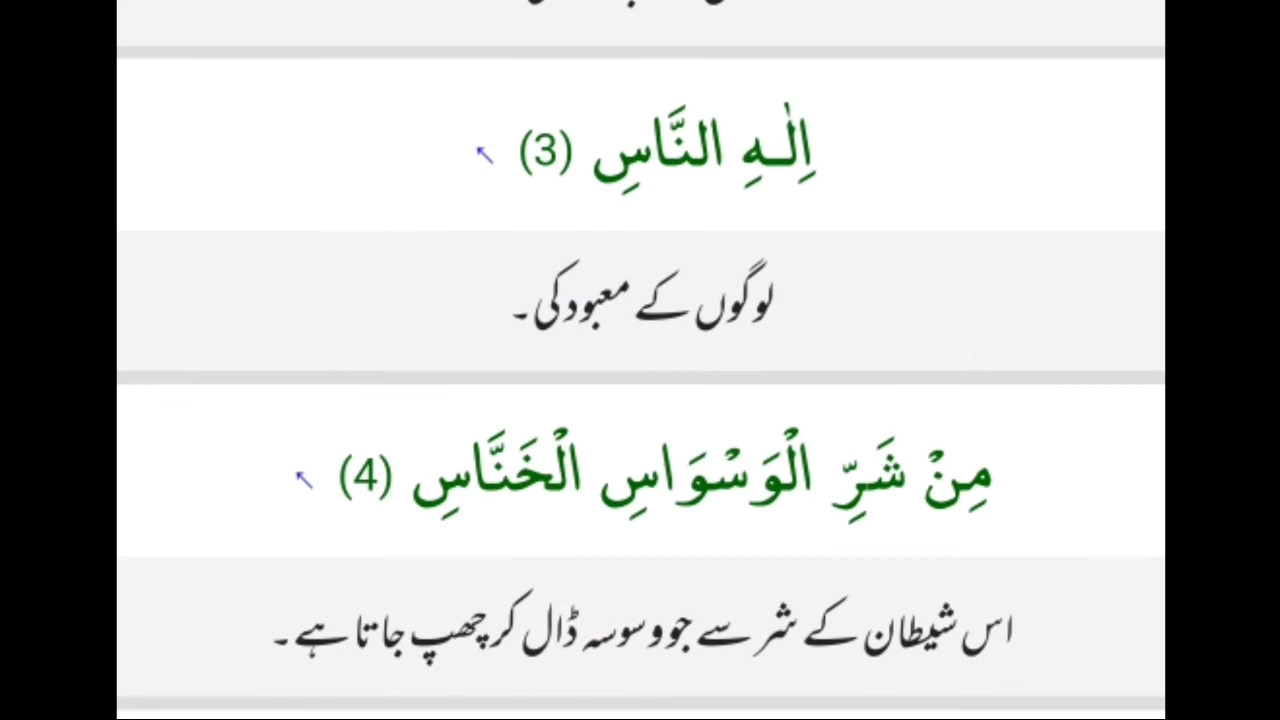 اِلٰـهِ النَّاسِ (3)
لوگوں کے معبود کی۔
مِنْ شَرِّ الْوَسْوَاسِ الْخَنَّاسِ (4)
اس شیطان کے شر سے جو وسوسہ ڈال کر چھپ جاتا ہے۔